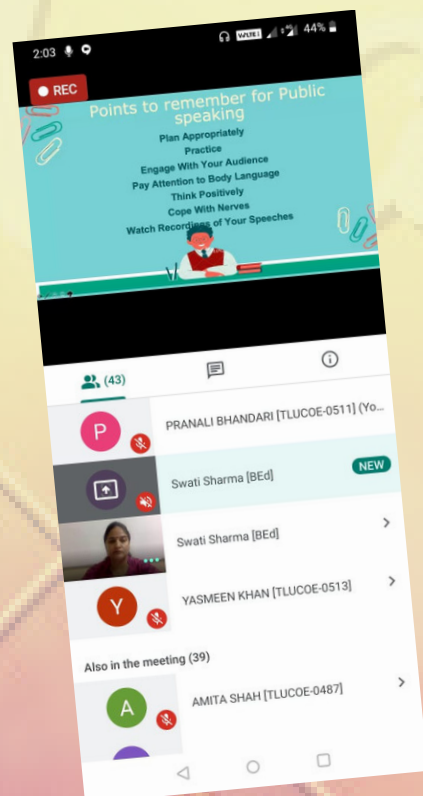 2:03
VoLTE1
4G
44%
REC
Points to remember for Public
speaking
Plan Appropriately
Practice
Engage With Your Audience
Pay Attention to Body Language
Think Positively
Cope With Nerves
Watch Recordings of Your Speeches
(43)
P
PRANALI BHANDARI [TLUCOE-0511] (Yo...
Swati Sharma [BEd]
NEW
Swati Sharma [BEd]
Y
YASMEEN KHAN [TLUCOE-0513]
Also in the meeting (39)
A
AMITA SHAH [TLUCOE-0487]